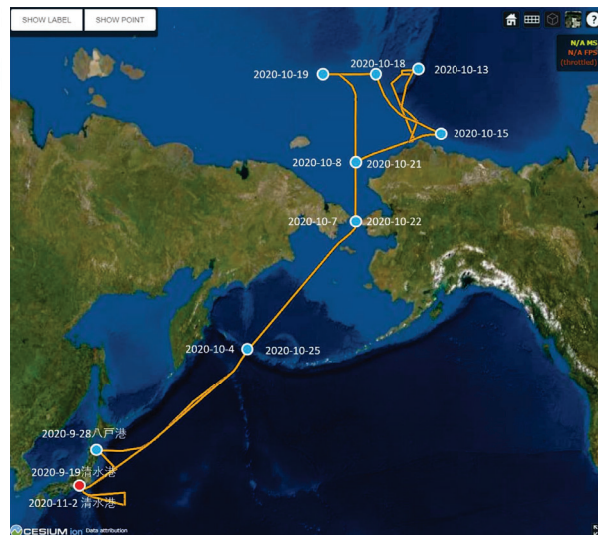 SHOW LABEL
SHOW POINT
?
N/A MS
N/A FPS
(throttled)
2020-10-18
2020-10-13
2020-10-19
2020-10-15
2020-10-8
2020-10-21
2020-10-7
2020-10-22
2020-10-4
2020-10-25
2020-9-28八戸港
2020-9-19清水港
2020-11-2 清水港
CESIUM ion Data attribution